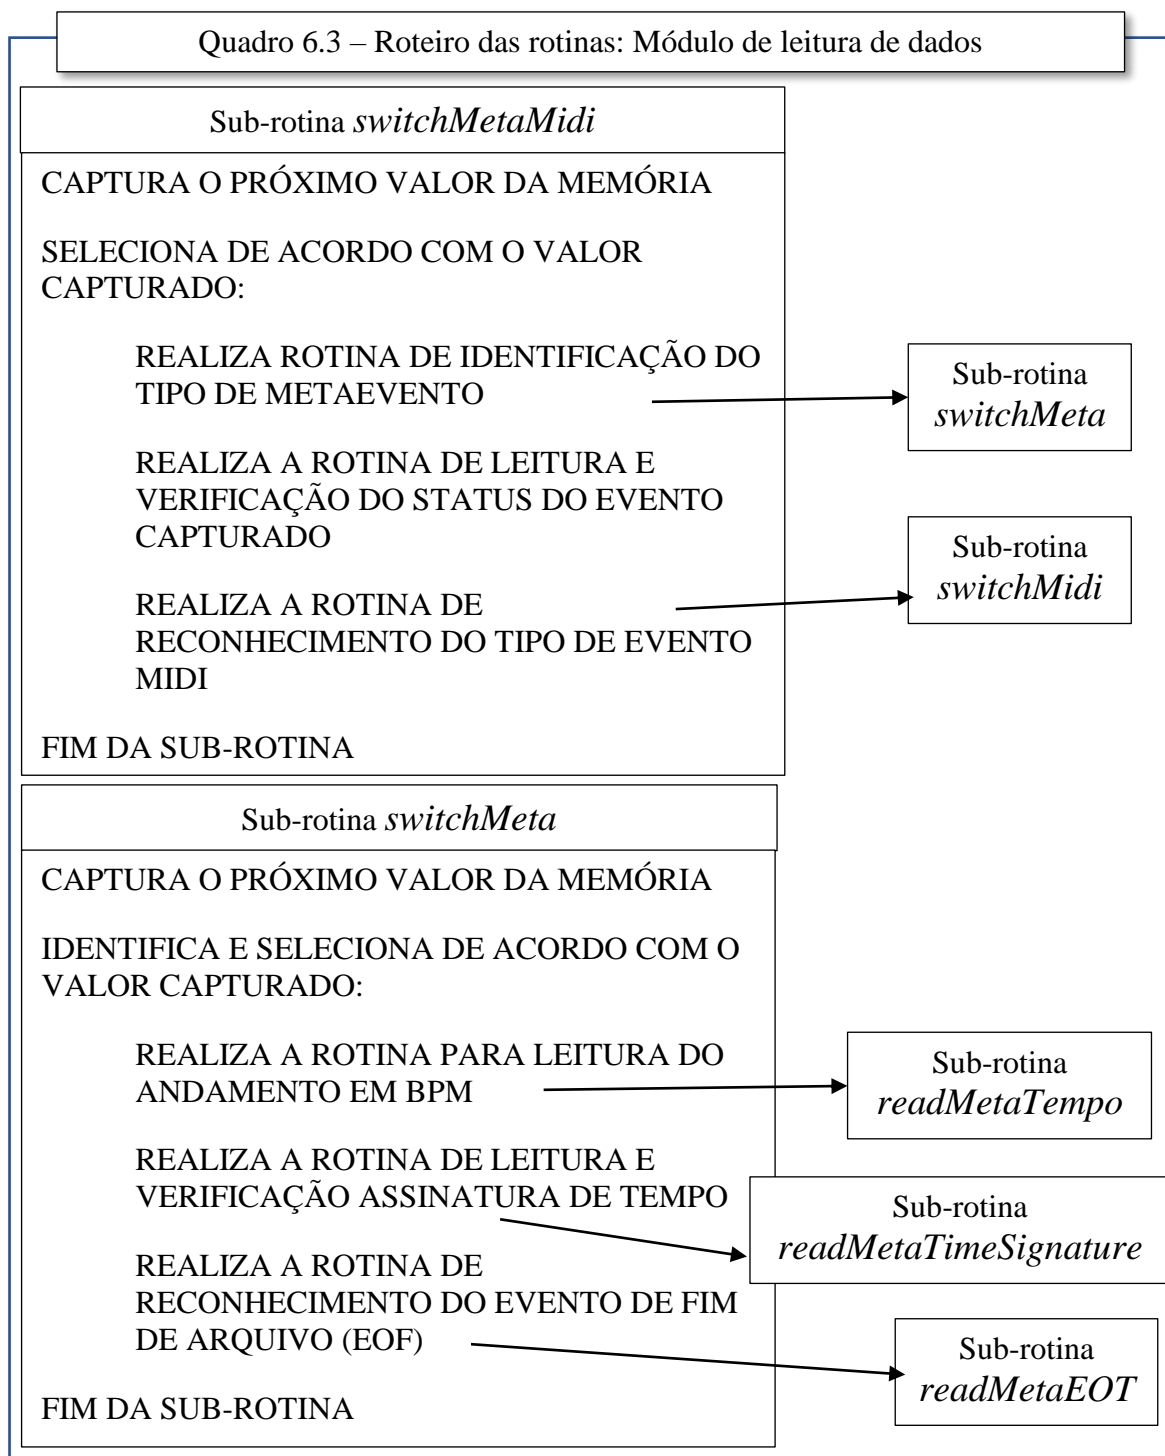 Quadro 6.3 – Roteiro das rotinas: Módulo de leitura de dados
Sub-rotina switchMetaMidi
CAPTURA O PRÓXIMO VALOR DA MEMÓRIA
SELECIONA DE ACORDO COM O VALOR
CAPTURADO:
REALIZA ROTINA DE IDENTIFICAÇÃO DO
TIPO DE METAEVENTO
Sub-rotina
switchMeta
REALIZA A ROTINA DE LEITURA E
VERIFICAÇÃO DO STATUS DO EVENTO
CAPTURADO
REALIZA A ROTINA DE
RECONHECIMENTO DO TIPO DE EVENTO
MIDI
Sub-rotina
switchMidi
FIM DA SUB-ROTINA
Sub-rotina switchMeta
CAPTURA O PRÓXIMO VALOR DA MEMÓRIA
IDENTIFICA E SELECIONA DE ACORDO COM O
VALOR CAPTURADO:
REALIZA A ROTINA PARA LEITURA DO
ANDAMENTO EM BPM
Sub-rotina
readMetaTempo
REALIZA A ROTINA DE LEITURA E
VERIFICAÇÃO ASSINATURA DE TEMPO
Sub-rotina
readMetaTimeSignature
REALIZA A ROTINA DE
RECONHECIMENTO DO EVENTO DE FIM
DE ARQUIVO (EOF)
Sub-rotina
readMetaEOT
FIM DA SUB-ROTINA